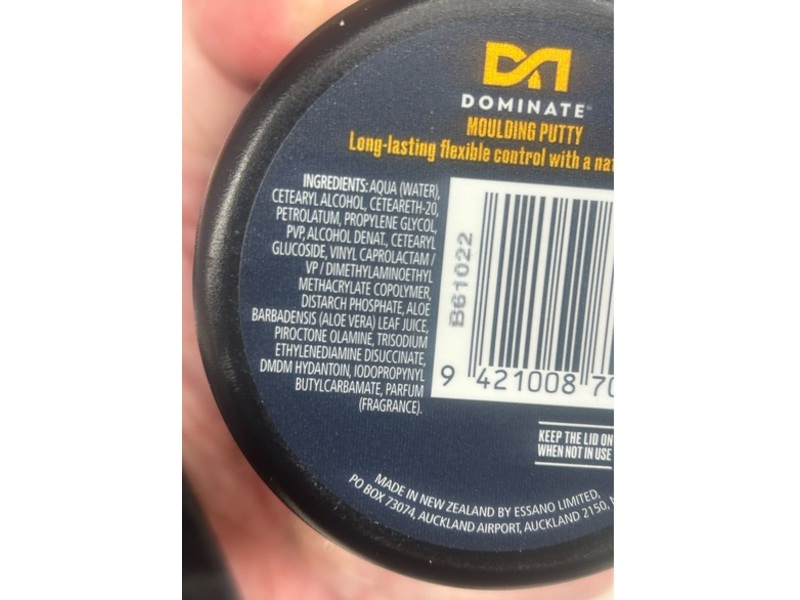 DOMINATE
MOULDING PUTTY
Long-lasting flexible control with a
INGREDIENTS: AQUA (WATER),
CETEARYL ALCOHOL, CETEARETH-20,
PETROLATUM, PROPYLENE GLYCOL,
PVP, ALCOHOL DENAT., CETEARYL
GLUCOSIDE, VINYL CAPROLACTAM /
VP / DIMETHYLAMINOETHYL
METHACRYLATE COPOLYMER,
DISTARCH PHOSPHATE, ALOE
BARBADENSIS (ALOE VERA) LEAF JUICE,
PIROCTONE OLAMINE, TRISODIUM
ETHYLENEDIAMINE DISUCCINATE,
DMDM HYDANTOIN, IODOPROPYNYL
BUTYLCARBAMATE, PARFUM
(FRAGRANCE).
B61022
9 421008 70
KEEP THE LID ON
WHEN NOT IN USE
MADE IN NEW ZEALAND BY ESSANO LIMITED,
PO BOX 73074, AUCKLAND AIRPORT, AUCKLAND 2150,